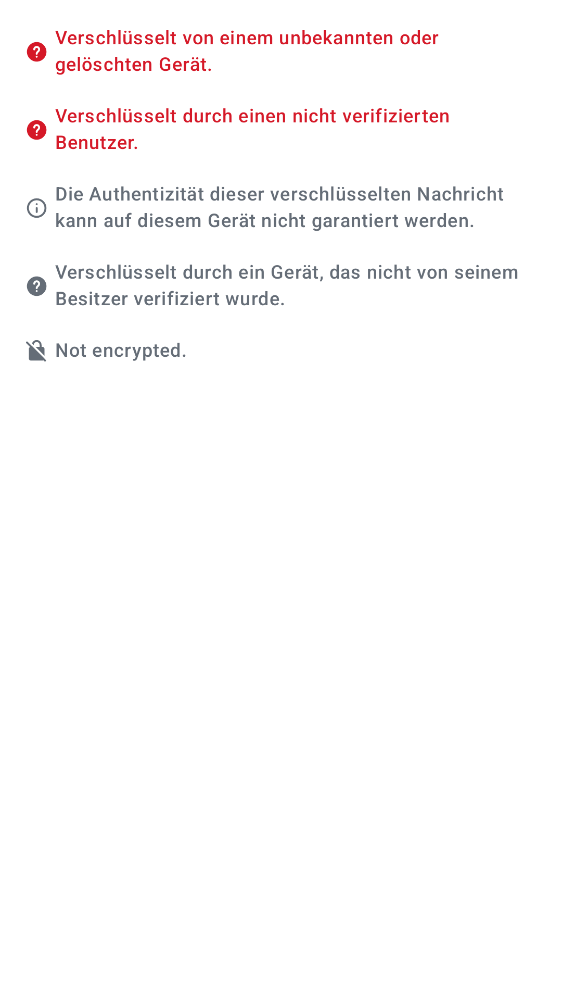 Verschlüsselt von einem unbekannten oder
gelöschten Gerät.
Verschlüsselt durch einen nicht verifizierten
Benutzer.
Die Authentizität dieser verschlüsselten Nachricht
kann auf diesem Gerät nicht garantiert werden.
Verschlüsselt durch ein Gerät, das nicht von seinem
Besitzer verifiziert wurde.
Not encrypted.